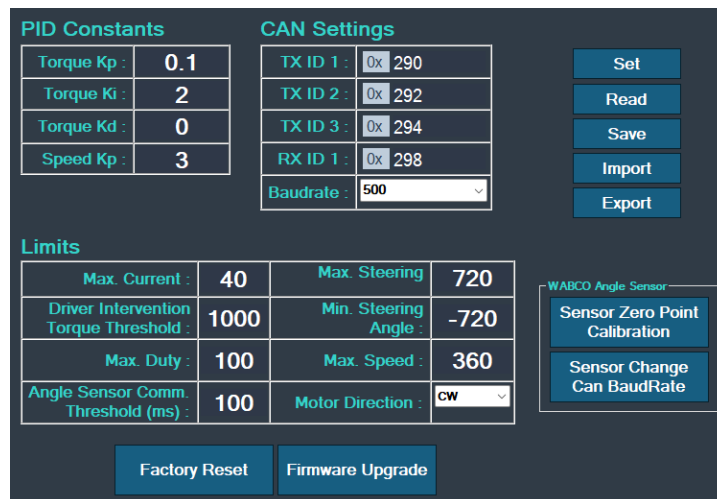 PID Constants
Torque Kp : 0.1
Torque Ki : 2
Torque Kd : 0
Speed Kp : 3
CAN Settings
TX ID 1 : 0x 290
TX ID 2 : 0x 292
TX ID 3 : 0x 294
RX ID 1 : 0x 298
Baudrate : 500
Set
Read
Save
Import
Export
Limits
Max. Current : 40
Max. Steering 720
Driver Intervention
Torque Threshold : 1000
Min. Steering
Angle : -720
Max. Duty : 100
Max. Speed : 360
Angle Sensor Comm.
Threshold (ms) : 100
Motor Direction : CW
WABCO Angle Sensor
Sensor Zero Point
Calibration
Sensor Change
Can BaudRate
Factory Reset
Firmware Upgrade